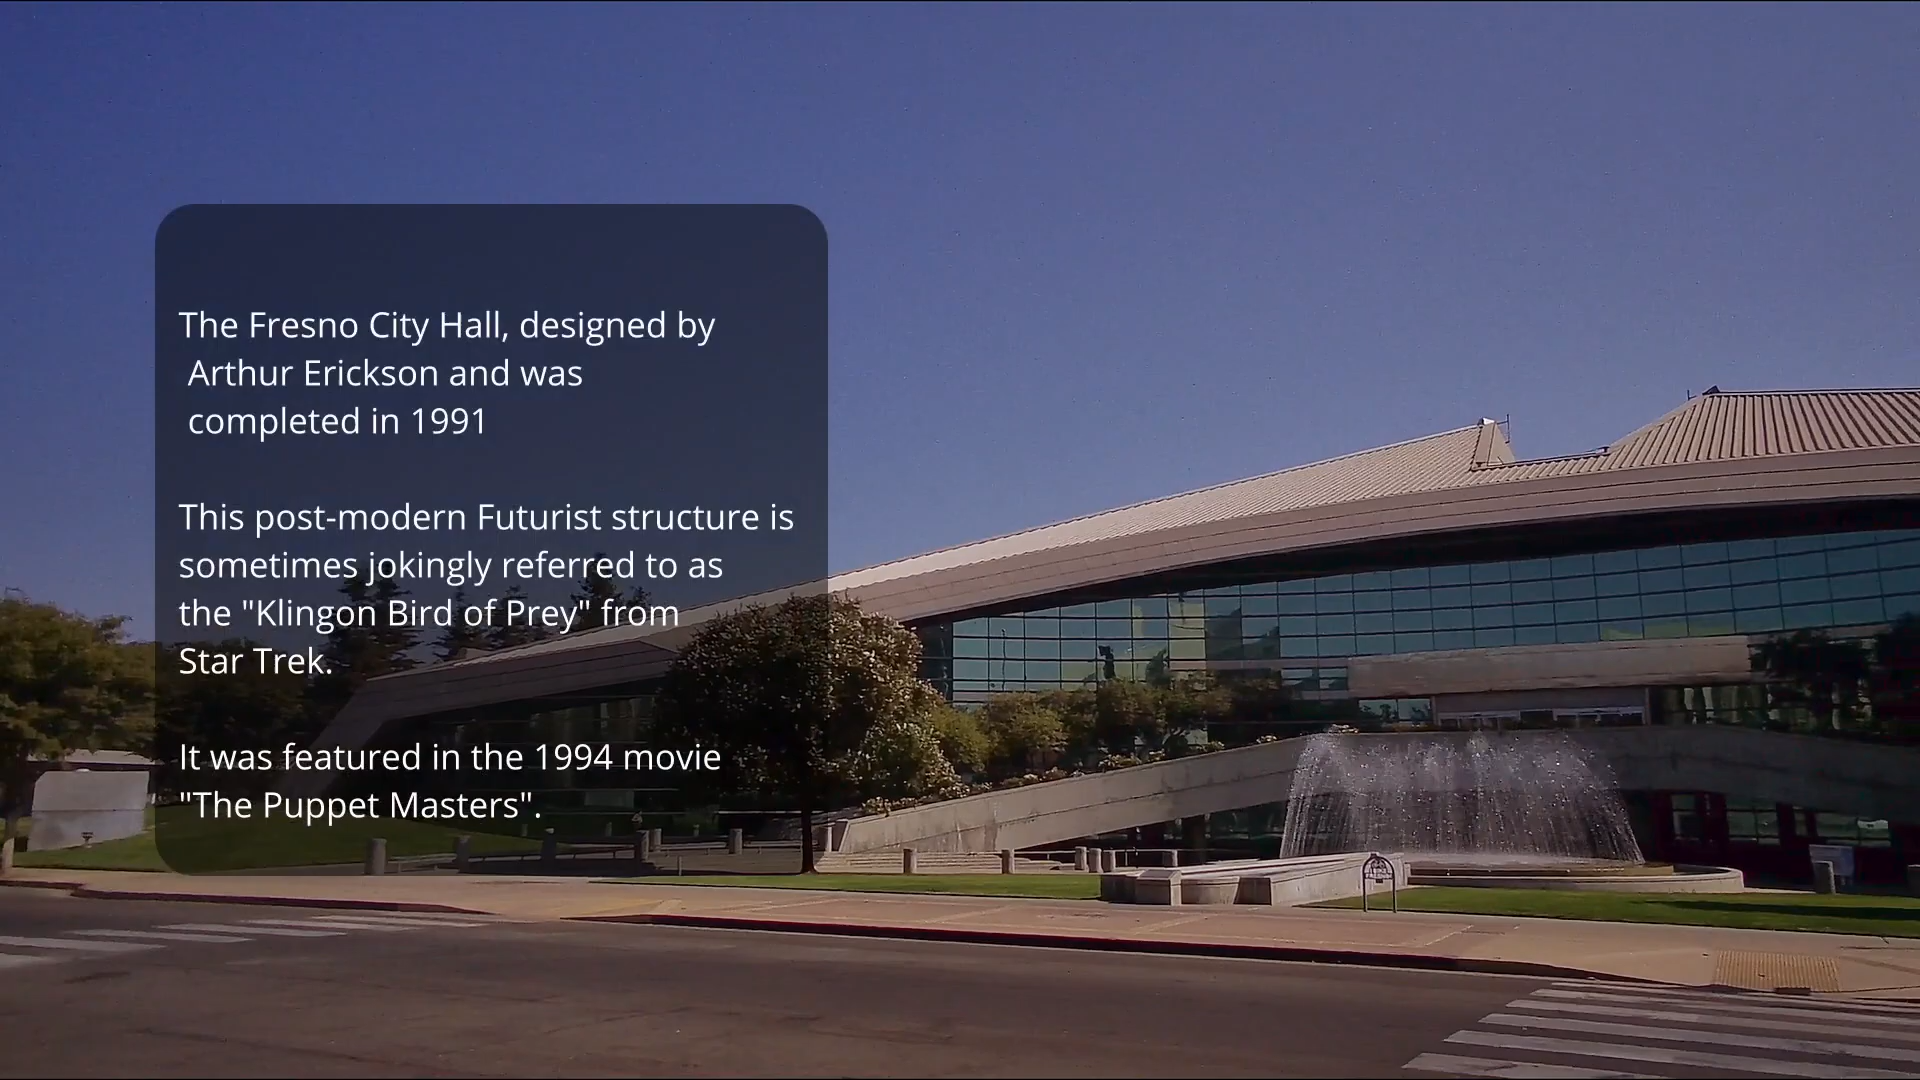 The Fresno City Hall, designed by
Arthur Erickson and was
completed in 1991
This post-modern Futurist structure is
sometimes jokingly referred to as
the "Klingon Bird of Prey" from
Star Trek.
It was featured in the 1994 movie
"The Puppet Masters".